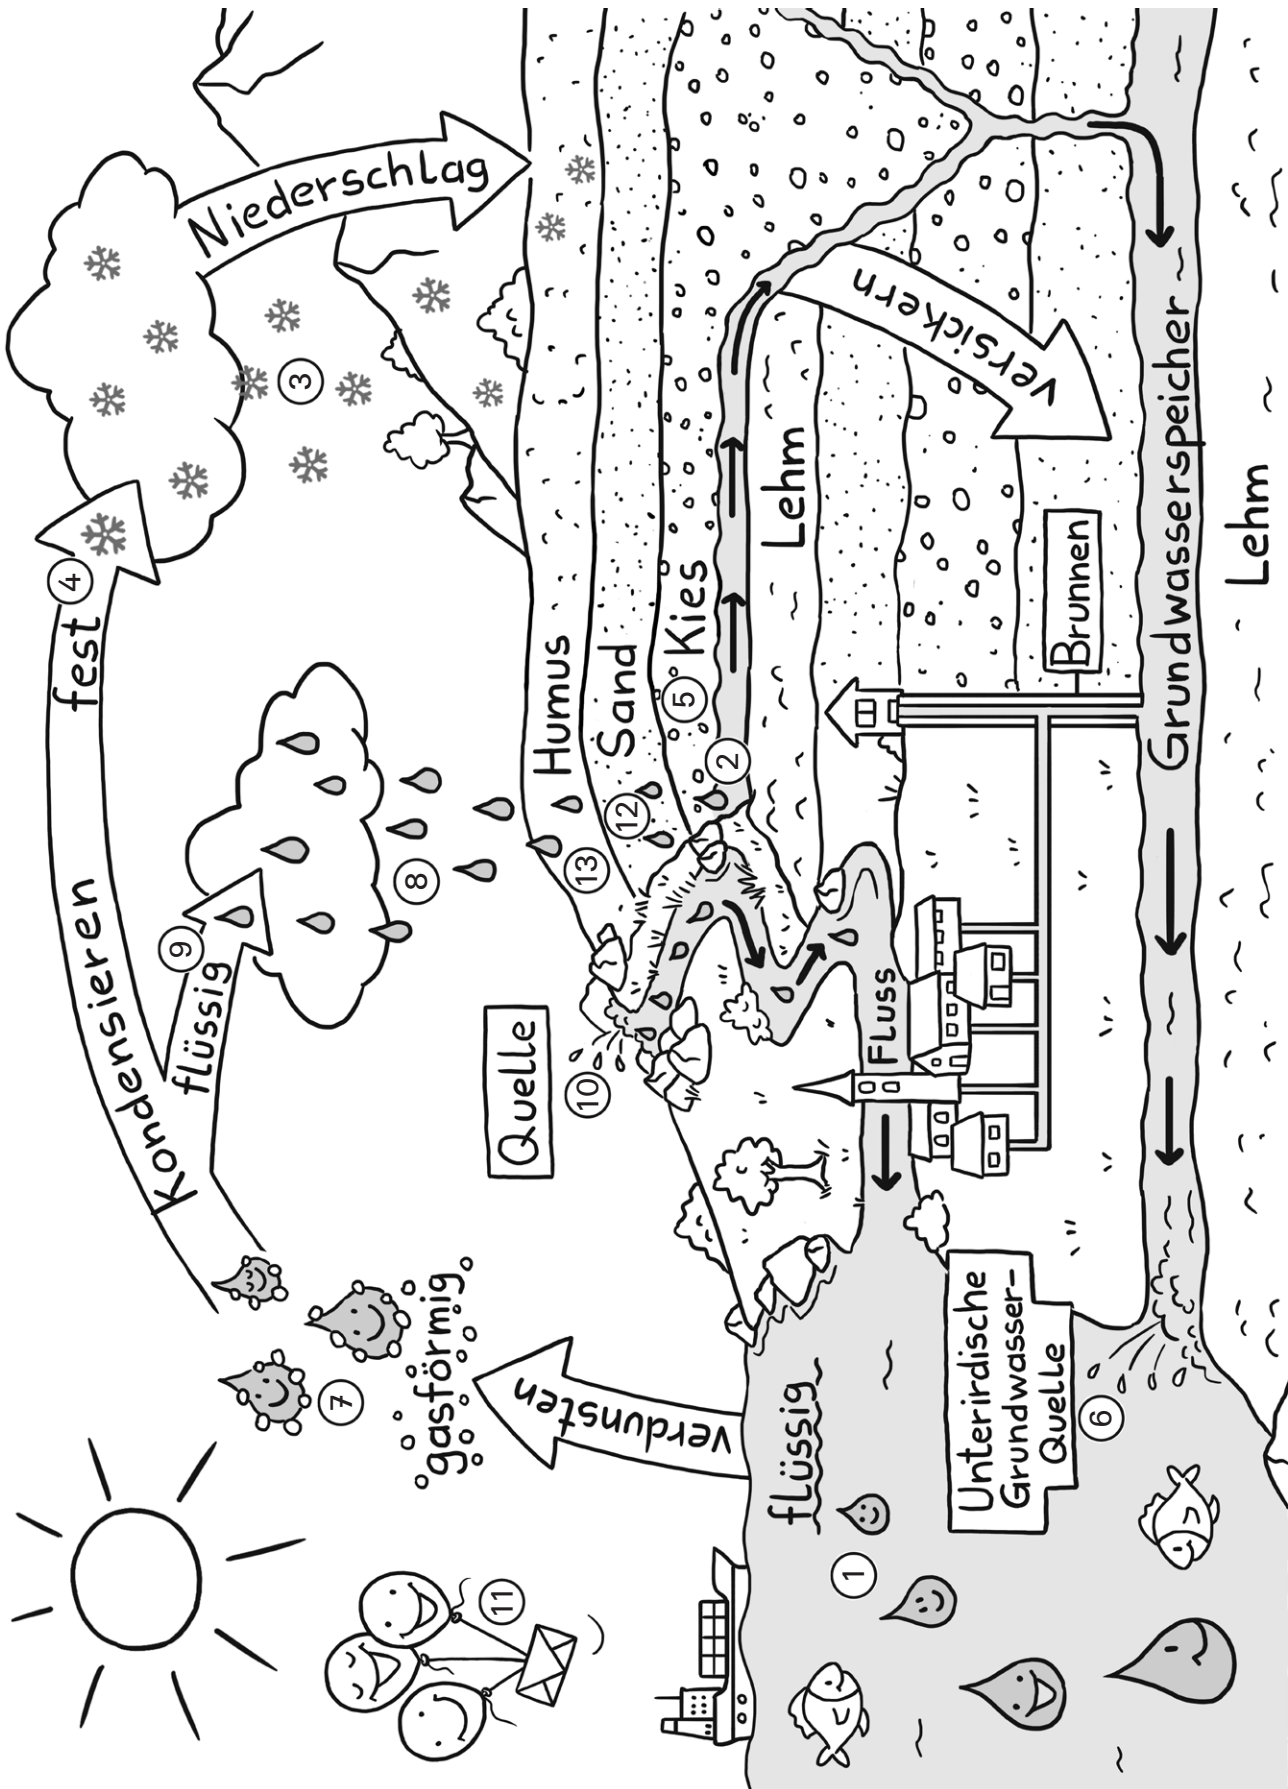 Kondensieren
fest
flüssig
4
9
3
8
7
Niederschlag
gasförmig
verdunsten
11
Quelle
10
13
12
5
2
Humus
Sand
Kies
Lehm
Fluss
versickern
flüssig
1
Brunnen
Unterirdische
Grundwasser-
Quelle
6
Grundwasserspeicher
Lehm